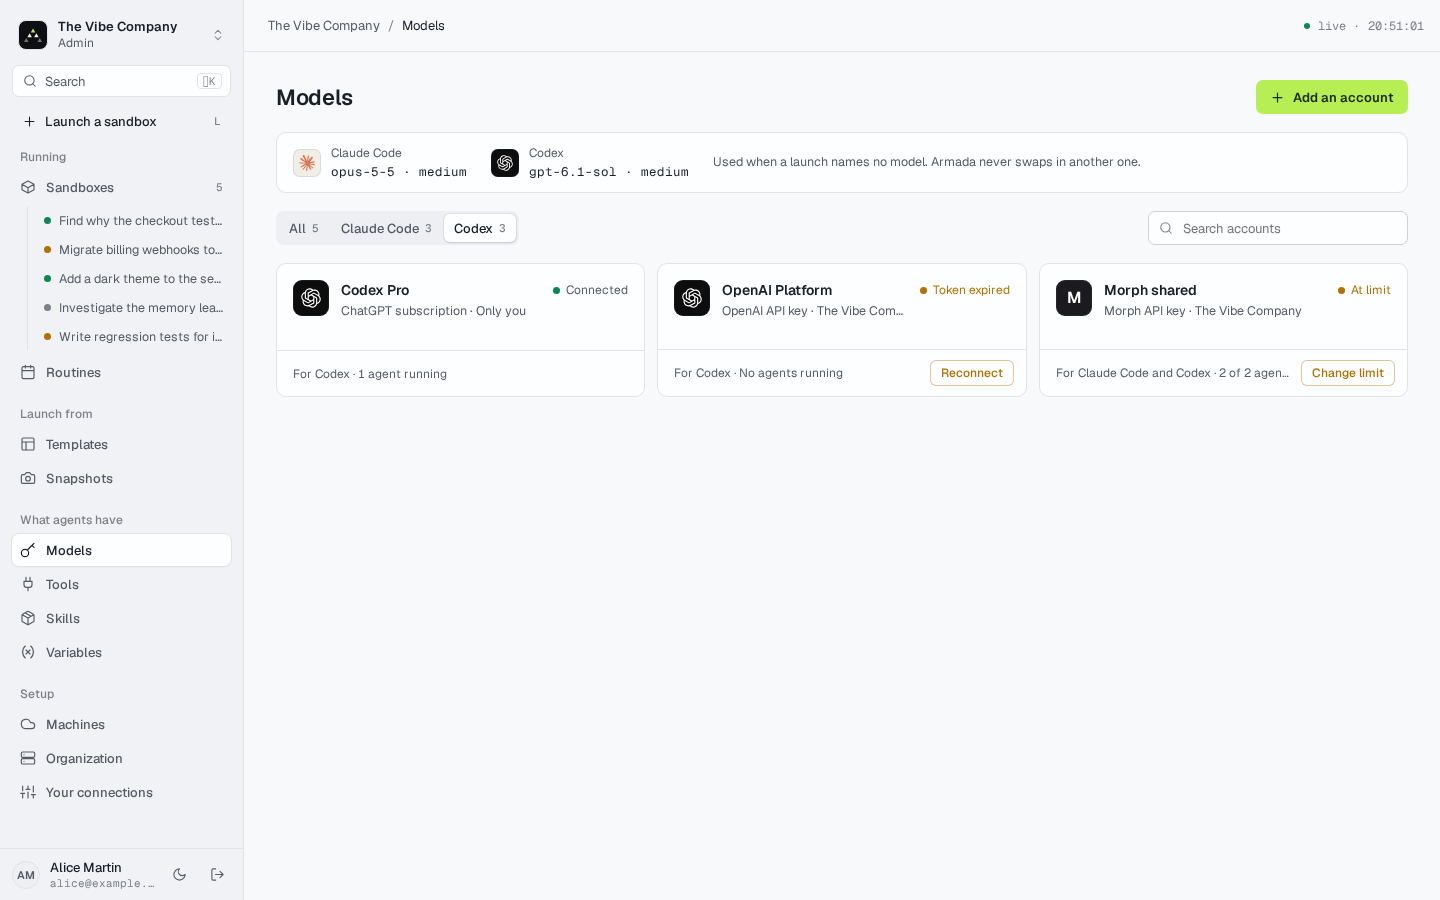 The Vibe Company
Admin
Search
K
Launch a sandbox
L
Running
Sandboxes
5
Find why the checkout test...
Migrate billing webhooks to...
Add a dark theme to the se...
Investigate the memory lea...
Write regression tests for i...
Routines
Launch from
Templates
Snapshots
What agents have
Models
Tools
Skills
Variables
Setup
Machines
Organization
Your connections
AM
Alice Martin
alice@example....
The Vibe Company / Models
live · 20:51:01
Models
Add an account
Claude Code
opus-5-5 · medium
Codex
gpt-6.1-sol · medium
Used when a launch names no model. Armada never swaps in another one.
All 5
Claude Code 3
Codex 3
Search accounts
Codex Pro
Connected
ChatGPT subscription · Only you
For Codex · 1 agent running
OpenAI Platform
Token expired
OpenAI API key · The Vibe Com...
For Codex · No agents running
Reconnect
M
Morph shared
At limit
Morph API key · The Vibe Company
For Claude Code and Codex · 2 of 2 agen...
Change limit